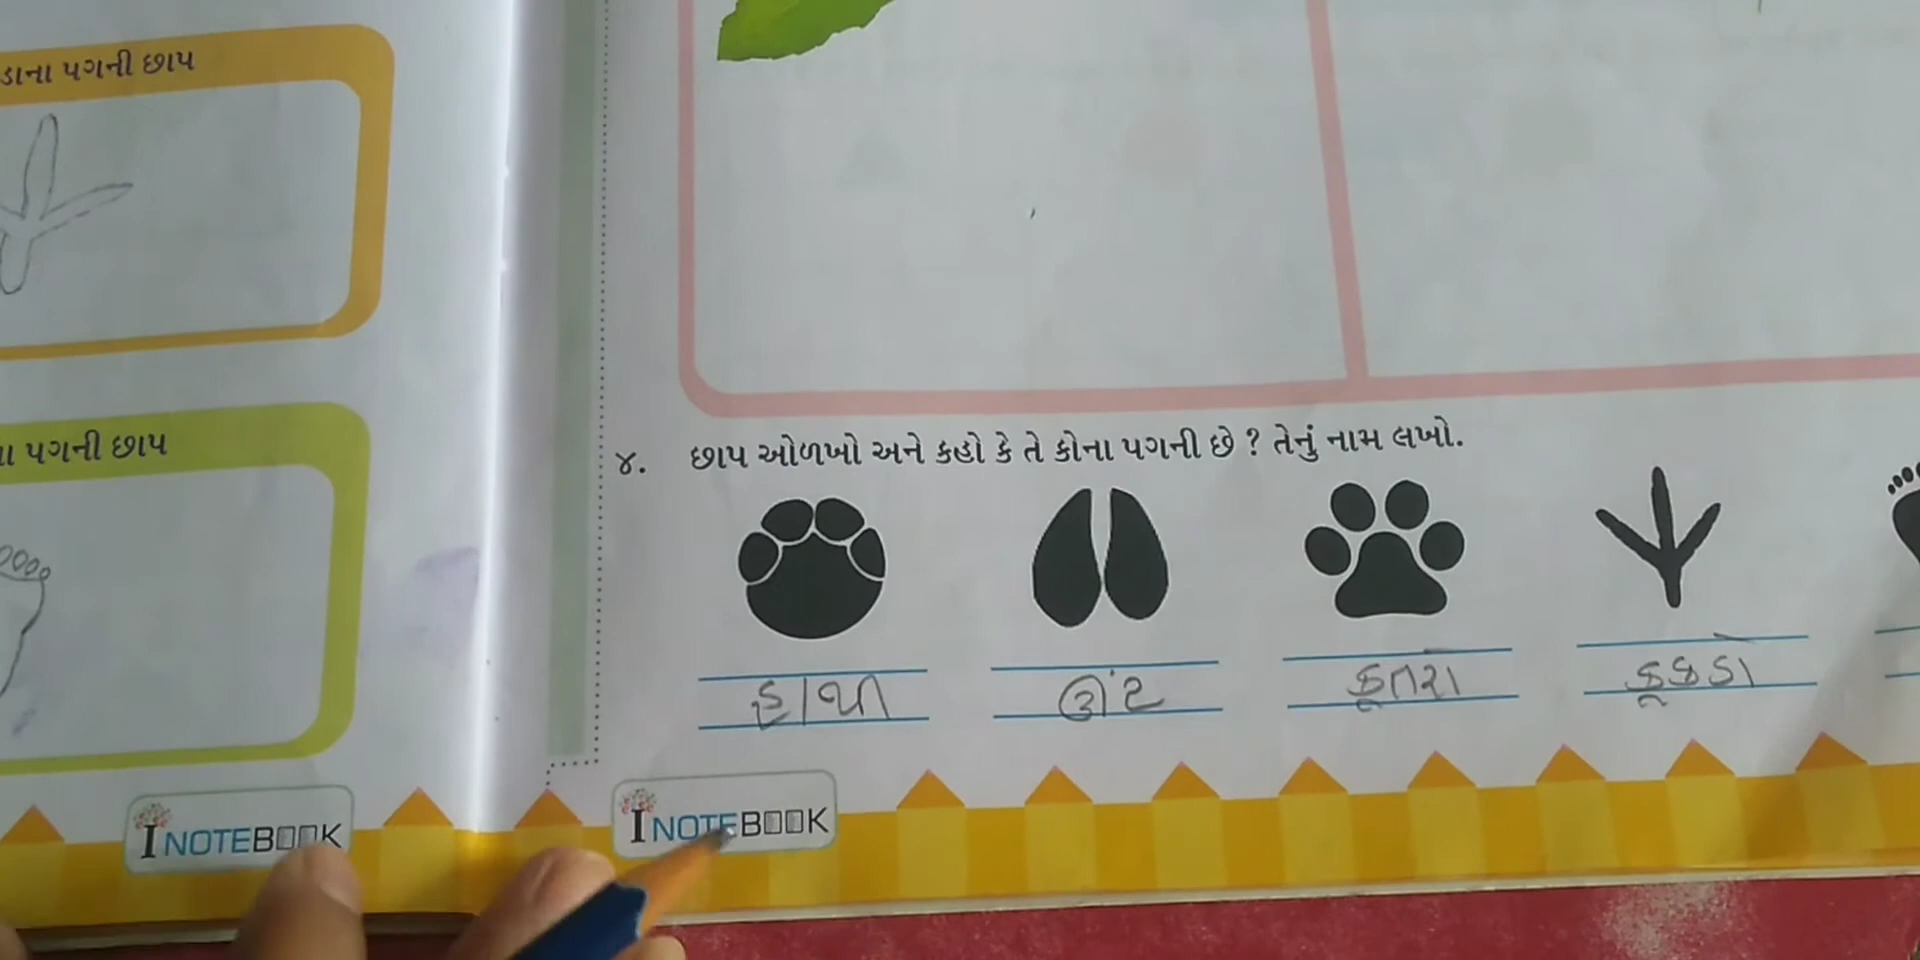 ડાના પગની છાપ
ા પગની છાપ
૪. છાપ ઓળખો અને કહો કે તે કોના પગની છે ? તેનું નામ લખો.
હાથી
ઊંટ
કૂતરા
કૂકડા
INOTEBOOK
INOTEBOOK